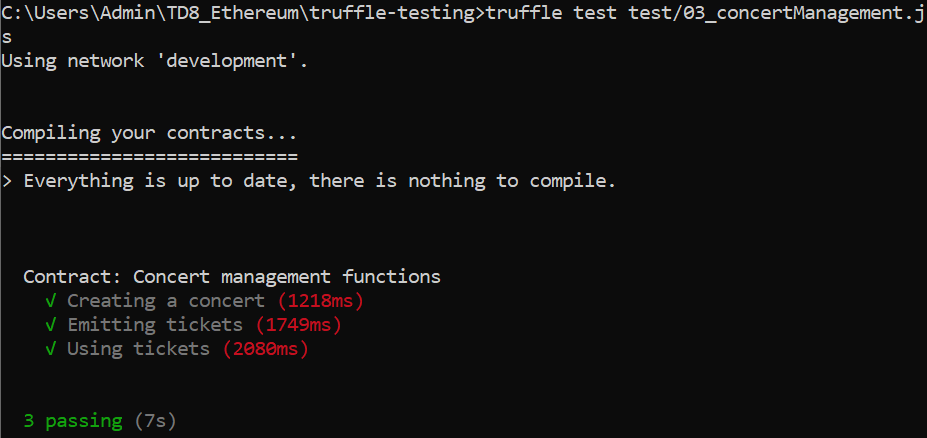 C:\Users\Admin\TD8_Ethereum\truffle-testing>truffle test test/03_concertManagement.j
s
Using network 'development'.
Compiling your contracts...
===========================
> Everything is up to date, there is nothing to compile.
Contract: Concert management functions
√ Creating a concert (1218ms)
√ Emitting tickets (1749ms)
√ Using tickets (2080ms)
3 passing (7s)